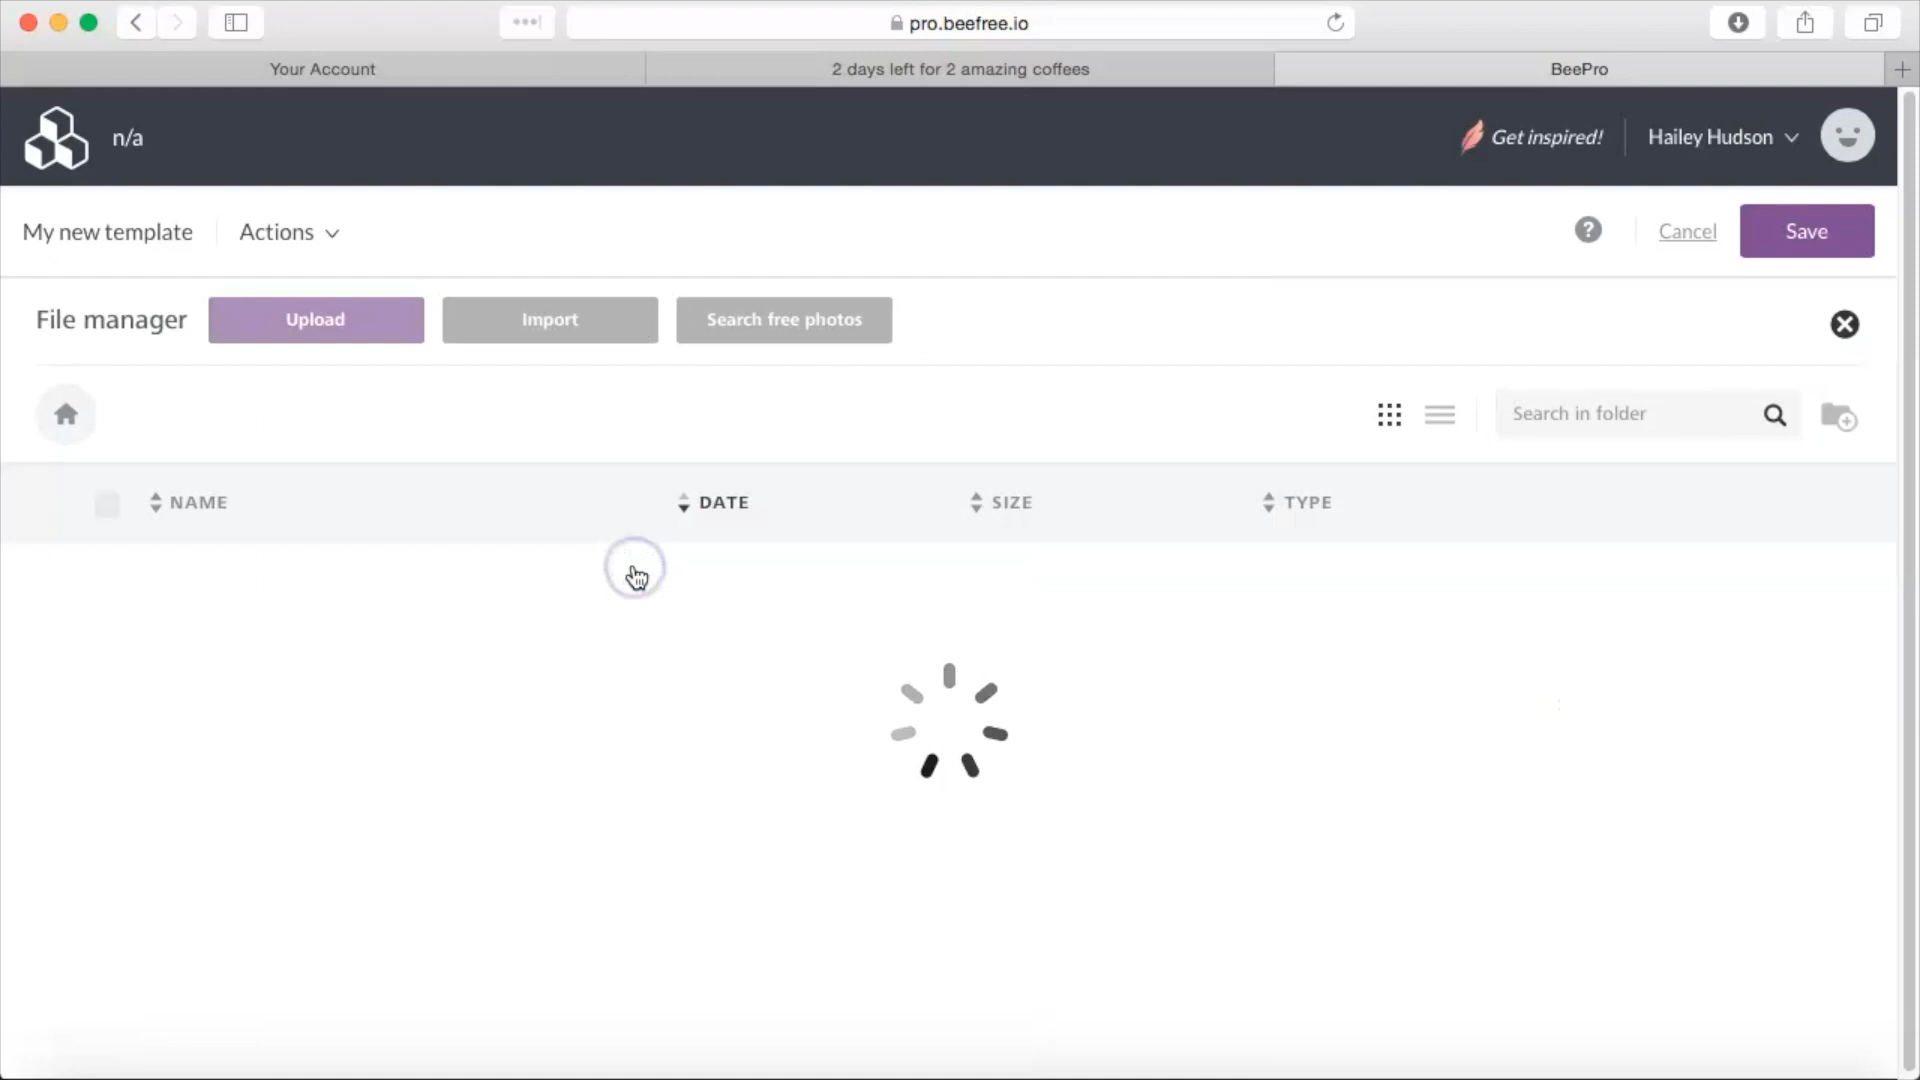 pro.beefree.io
Your Account
2 days left for 2 amazing coffees
BeePro
n/a
Get inspired!
Hailey Hudson
My new template
Actions
?
Cancel
Save
File manager
Upload
Import
Search free photos
Search in folder
NAME
DATE
SIZE
TYPE